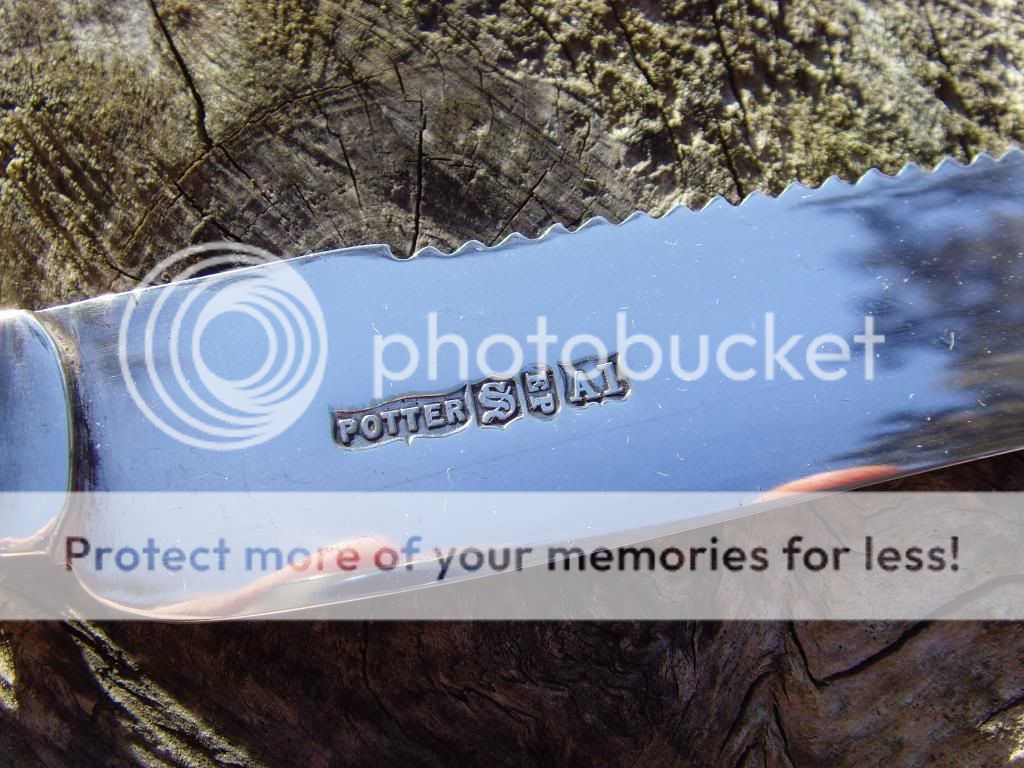 photobucket
POTTER S EP A1
Protect more of your memories for less!